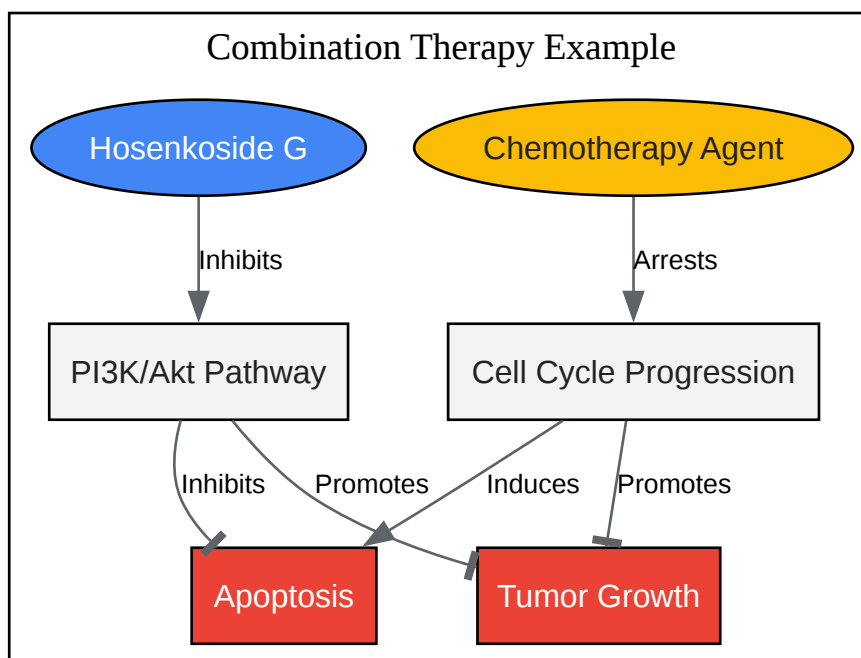 Combination Therapy Example
Hosenkoside G
Chemotherapy Agent
Inhibits
Arrests
PI3K/Akt Pathway
Cell Cycle Progression
Inhibits
Promotes
Induces
Promotes
Apoptosis
Tumor Growth